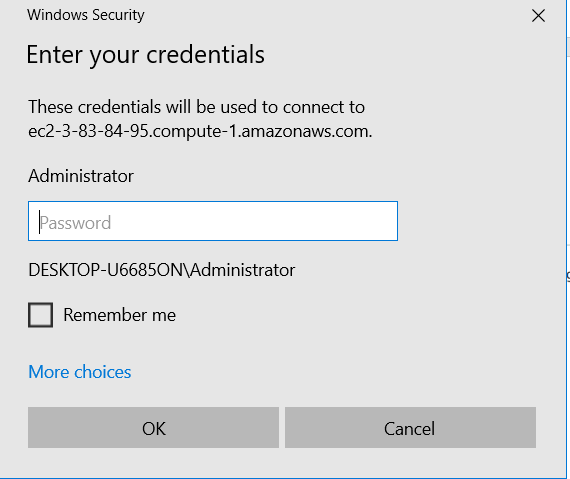 Windows Security
Enter your credentials
These credentials will be used to connect to
ec2-3-83-84-95.compute-1.amazonaws.com.
Administrator
Password
DESKTOP-U6685ON\Administrator
Remember me
More choices
OK
Cancel